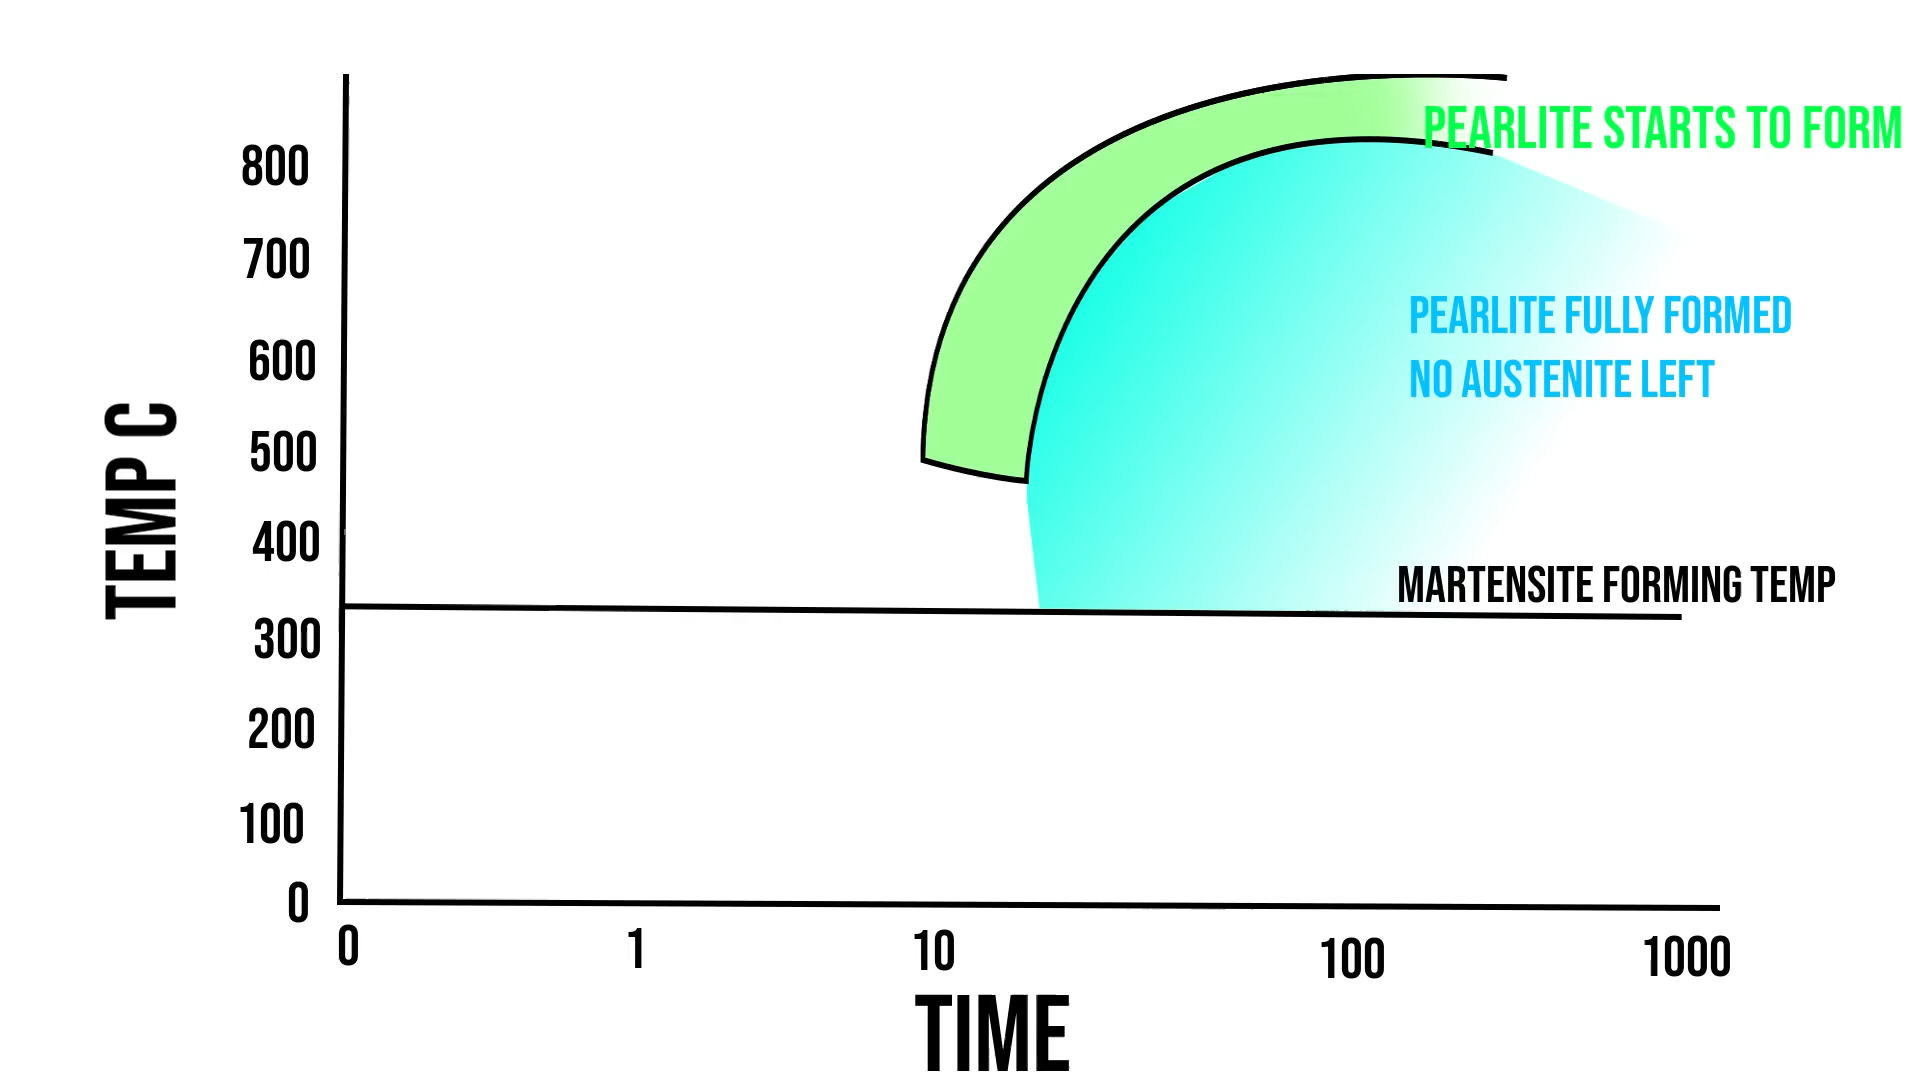 PEARLITE STARTS TO FORM
800
700
PEARLITE FULLY FORMED
600
NO AUSTENITE LEFT
500
TEMP C
400
MARTENSITE FORMING TEMP
300
200
100
0
0 1 10 100 1000
TIME